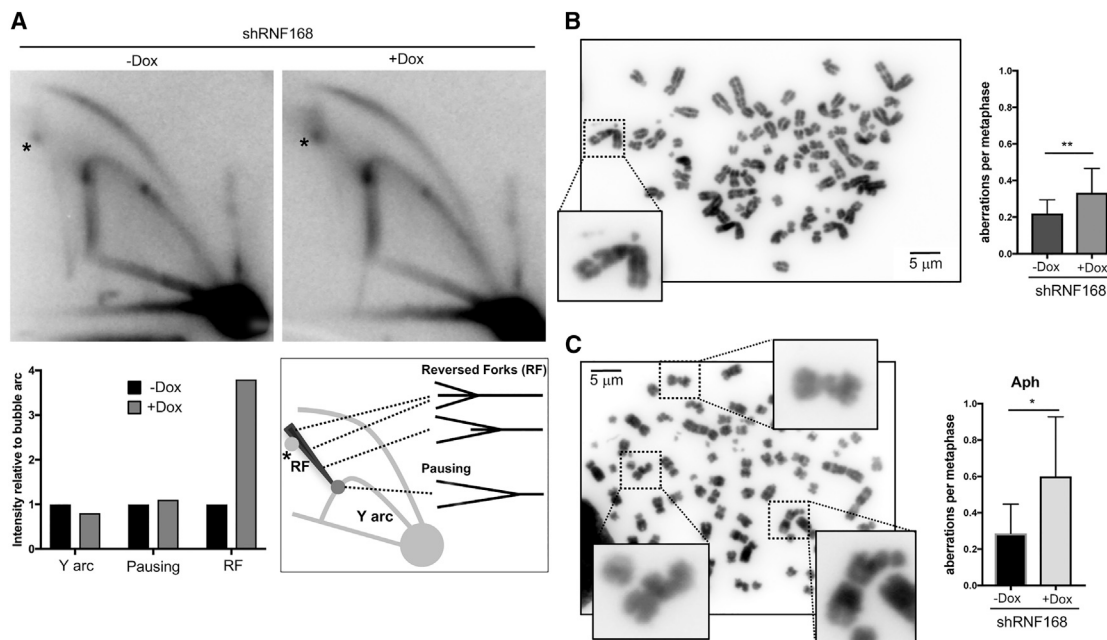 A
shRNF168
-Dox
+Dox
*
*
Intensity relative to bubble arc
4
3
2
1
0
-Dox
+Dox
Y arc
Pausing
RF
Reversed Forks (RF)
Pausing
* RF
Y arc
B
5 μm
aberrations per metaphase
1.0
0.8
0.6
0.4
0.2
0.0
**
-Dox
+Dox
shRNF168
C
5 μm
Aph
aberrations per metaphase
1.0
0.8
0.6
0.4
0.2
0.0
*
-Dox
+Dox
shRNF168